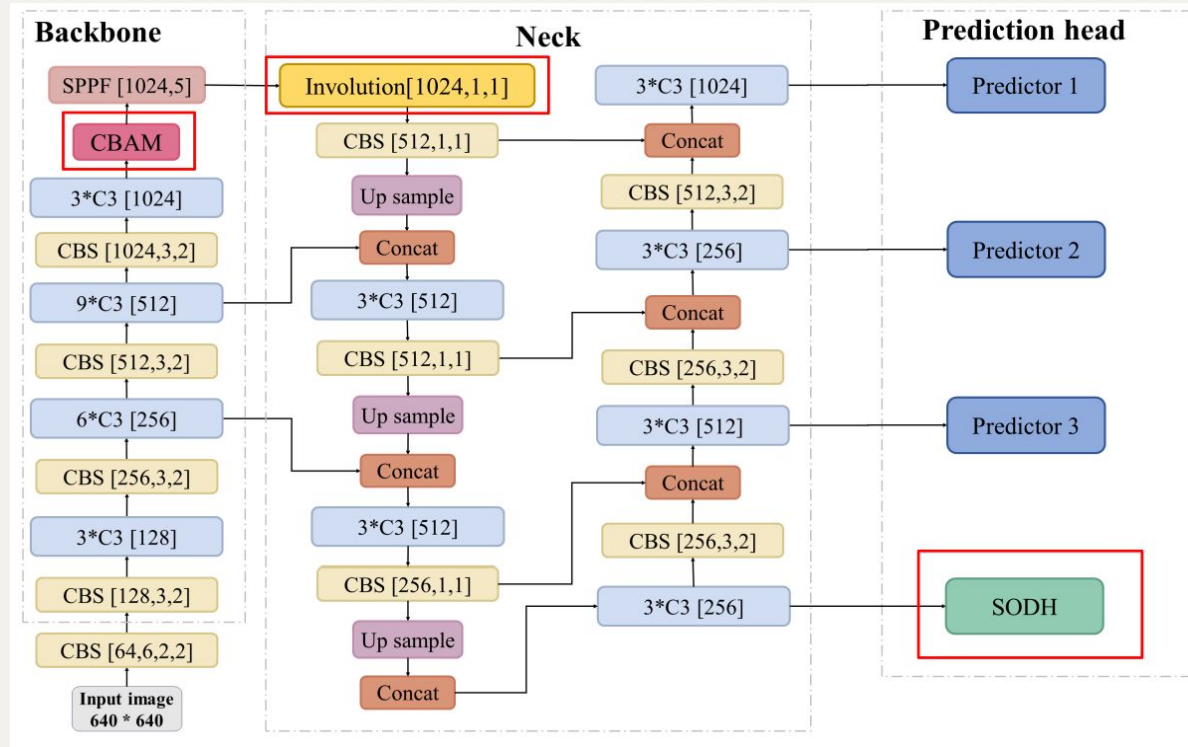 Backbone
SPPF [1024,5]
CBAM
3*C3 [1024]
CBS [1024,3,2]
9*C3 [512]
CBS [512,3,2]
6*C3 [256]
CBS [256,3,2]
3*C3 [128]
CBS [128,3,2]
CBS [64,6,2,2]
Input image
640 * 640
Neck
Involution[1024,1,1]
CBS [512,1,1]
Up sample
Concat
3*C3 [512]
CBS [512,1,1]
Up sample
Concat
3*C3 [512]
CBS [256,1,1]
Up sample
Concat
3*C3 [1024]
Concat
CBS [512,3,2]
3*C3 [256]
Concat
CBS [256,3,2]
3*C3 [512]
Concat
CBS [256,3,2]
3*C3 [256]
Prediction head
Predictor 1
Predictor 2
Predictor 3
SODH